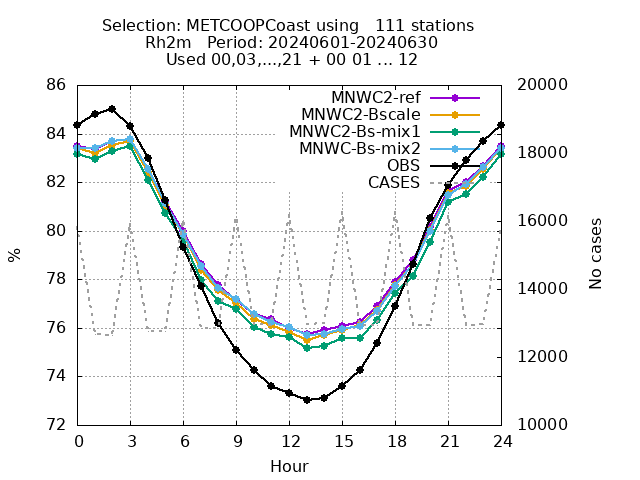 Selection: METCOOPCoast using   111 stations
Rh2m   Period: 20240601-20240630
Used 00,03,...,21 + 00 01 ... 12
86
84
82
80
78
76
74
72
%
20000
18000
16000
14000
12000
10000
No cases
MNWC2-ref
MNWC2-Bscale
MNWC2-Bs-mix1
MNWC-Bs-mix2
OBS
CASES
0 3 6 9 12 15 18 21 24
Hour